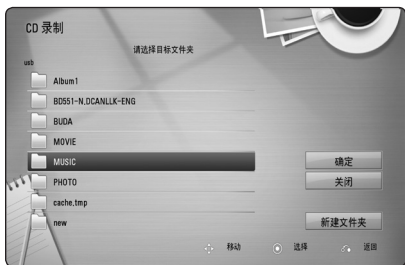 CD 录制
请选择目标文件夹
usb
Album1
BD551-N,DCANLLK-ENG
BUDA
MOVIE
MUSIC
确定
PHOTO
关闭
cache,tmp
new
新建文件夹
移动
选择
返回